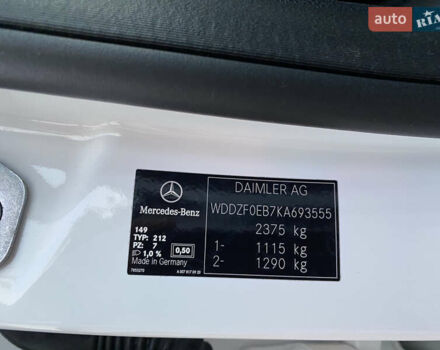 auto RIA
DAIMLER AG
WDDZF0EB7KA693555
2375 kg
1- 1115 kg
2- 1290 kg
Mercedes-Benz
149
TYP: 212
PZ: 7
1,0 % 0,50
Made in Germany